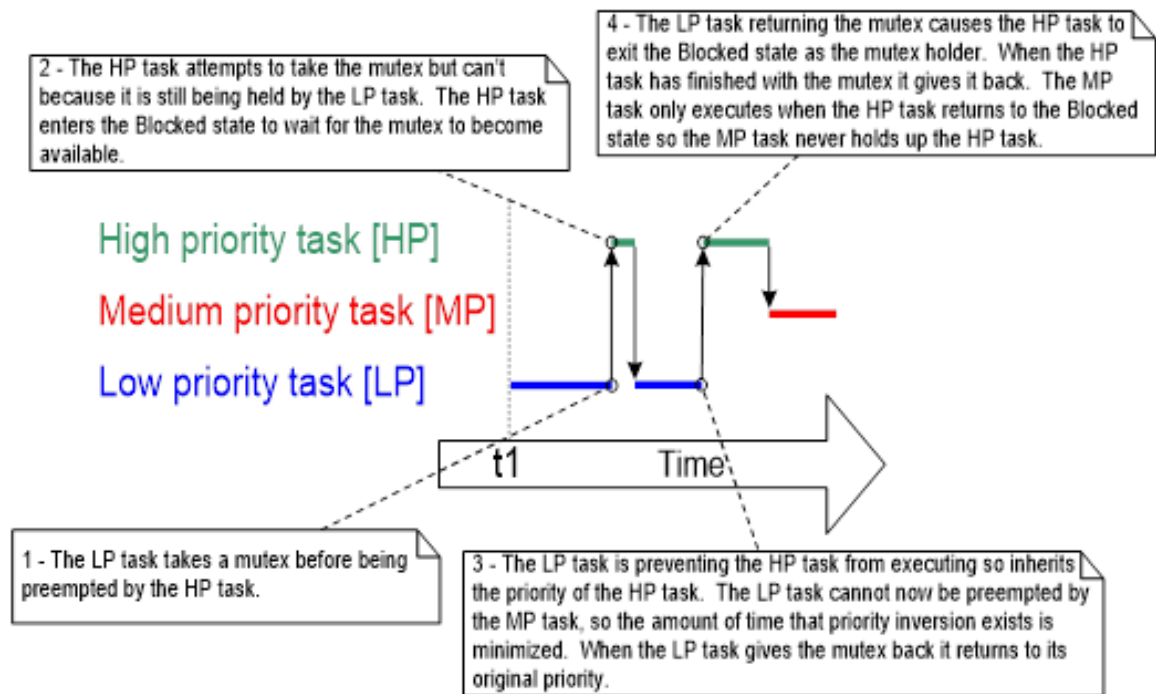 2 - The HP task attempts to take the mutex but can't
because it is still being held by the LP task. The HP task
enters the Blocked state to wait for the mutex to become
available.
4 - The LP task returning the mutex causes the HP task to
exit the Blocked state as the mutex holder. When the HP
task has finished with the mutex it gives it back. The MP
task only executes when the HP task returns to the Blocked
state so the MP task never holds up the HP task.
High priority task [HP]
Medium priority task [MP]
Low priority task [LP]
t1 Time
1 - The LP task takes a mutex before being
preempted by the HP task.
3 - The LP task is preventing the HP task from executing so inherits
the priority of the HP task. The LP task cannot now be preempted by
the MP task, so the amount of time that priority inversion exists is
minimized. When the LP task gives the mutex back it returns to its
original priority.